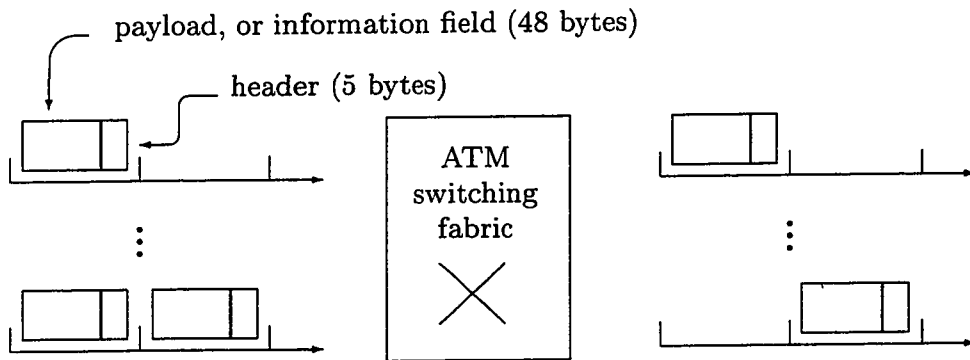 payload, or information field (48 bytes)
header (5 bytes)
ATM
switching
fabric